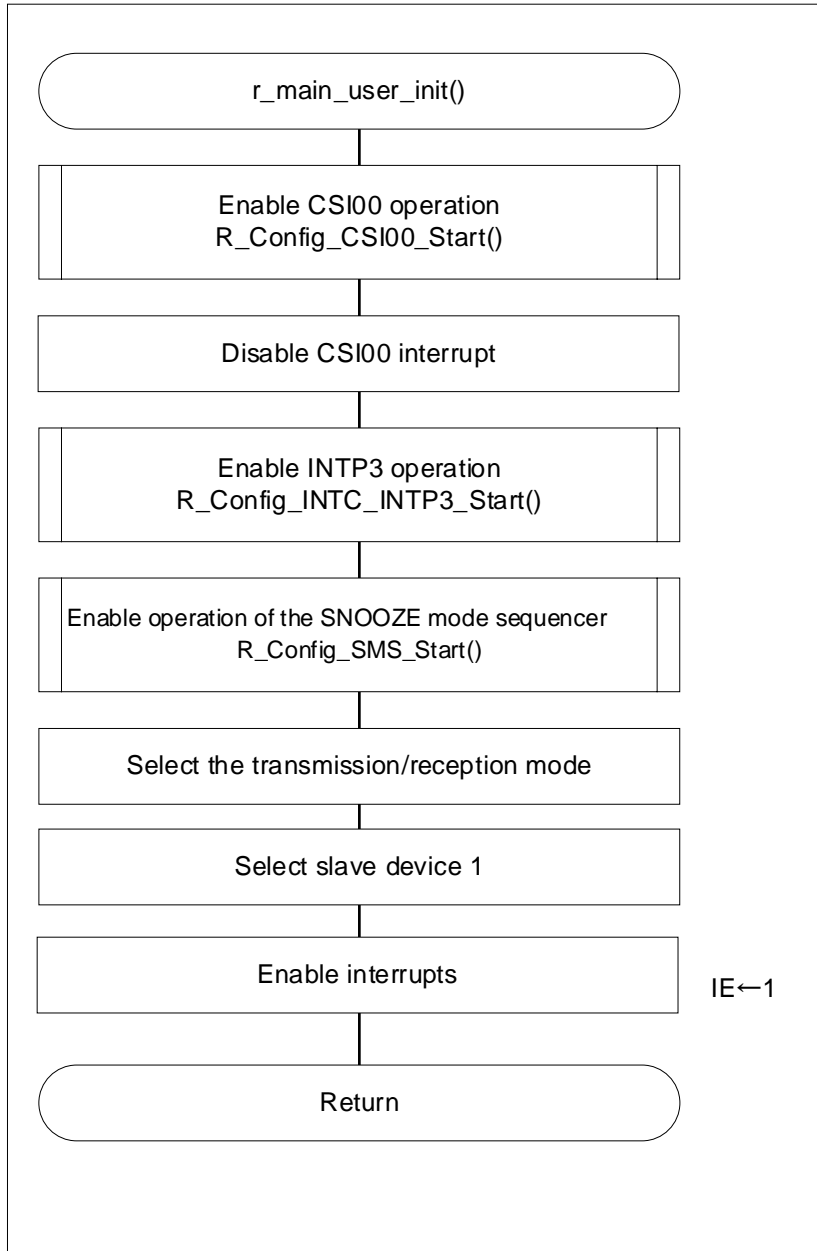 r_main_user_init()
Enable CSI00 operation
R_Config_CSI00_Start()
Disable CSI00 interrupt
Enable INTP3 operation
R_Config_INTC_INTP3_Start()
Enable operation of the SNOOZE mode sequencer
R_Config_SMS_Start()
Select the transmission/reception mode
Select slave device 1
Enable interrupts
IE←1
Return